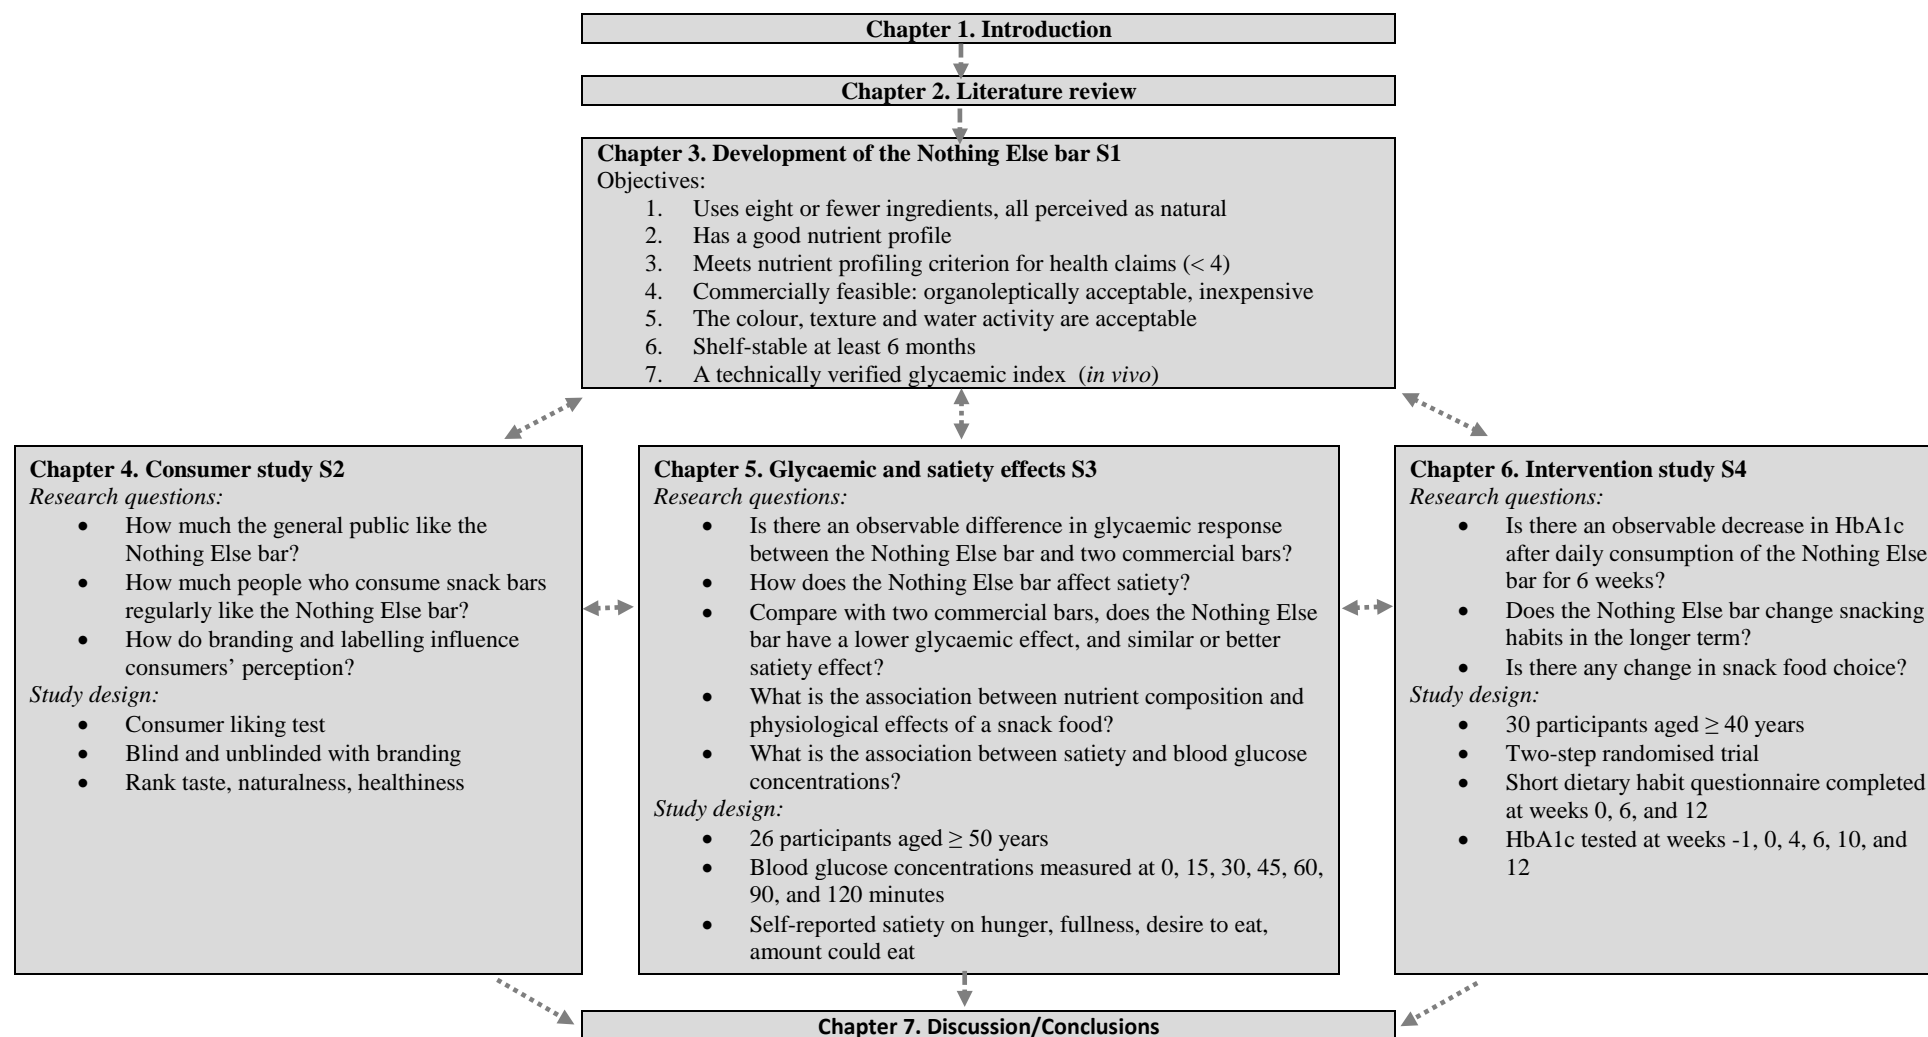 Chapter 1. Introduction
Chapter 2. Literature review
Chapter 3. Development of the Nothing Else bar S1
Objectives:
1. Uses eight or fewer ingredients, all perceived as natural
2. Has a good nutrient profile
3. Meets nutrient profiling criterion for health claims (< 4)
4. Commercially feasible: organoleptically acceptable, inexpensive
5. The colour, texture and water activity are acceptable
6. Shelf-stable at least 6 months
7. A technically verified glycaemic index (in vivo)
Chapter 4. Consumer study S2
Research questions:
• How much the general public like the
Nothing Else bar?
• How much people who consume snack bars
regularly like the Nothing Else bar?
• How do branding and labelling influence
consumers’ perception?
Study design:
• Consumer liking test
• Blind and unblinded with branding
• Rank taste, naturalness, healthiness
Chapter 5. Glycaemic and satiety effects S3
Research questions:
• Is there an observable difference in glycaemic response
between the Nothing Else bar and two commercial bars?
• How does the Nothing Else bar affect satiety?
• Compare with two commercial bars, does the Nothing Else
bar have a lower glycaemic effect, and similar or better
satiety effect?
• What is the association between nutrient composition and
physiological effects of a snack food?
• What is the association between satiety and blood glucose
concentrations?
Study design:
• 26 participants aged ≥ 50 years
• Blood glucose concentrations measured at 0, 15, 30, 45, 60,
90, and 120 minutes
• Self-reported satiety on hunger, fullness, desire to eat,
amount could eat
Chapter 6. Intervention study S4
Research questions:
• Is there an observable decrease in HbA1c
after daily consumption of the Nothing Else
bar for 6 weeks?
• Does the Nothing Else bar change snacking
habits in the longer term?
• Is there any change in snack food choice?
Study design:
• 30 participants aged ≥ 40 years
• Two-step randomised trial
• Short dietary habit questionnaire completed
at weeks 0, 6, and 12
• HbA1c tested at weeks -1, 0, 4, 6, 10, and
12
Chapter 7. Discussion/Conclusions